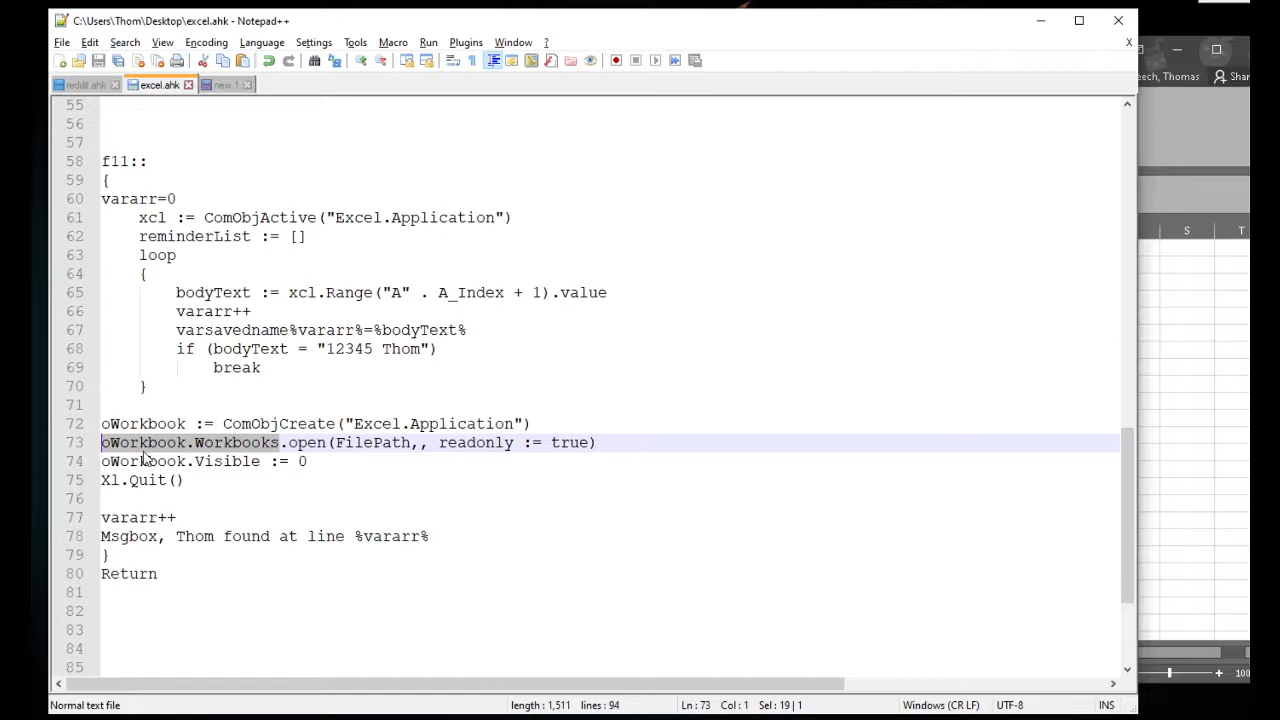 C:\Users\Thom\Desktop\excel.ahk - Notepad++
File Edit Search View Encoding Language Settings Tools Macro Run Plugins Window ? X
reddit.ahk excel.ahk new 1
eech, Thomas Shar
55
56
57
58 f11::
59 {
60 vararr=0
61 xcl := ComObjActive("Excel.Application")
62 reminderList := []
63 loop
64 {
65 bodyText := xcl.Range("A" . A_Index + 1).value
66 vararr++
67 varsavedname%vararr%=%bodyText%
68 if (bodyText = "12345 Thom")
69 break
70 }
71
72 oWorkbook := ComObjCreate("Excel.Application")
73 oWorkbook.Workbooks.open(FilePath,, readonly := true)
74 oWorkbook.Visible := 0
75 Xl.Quit()
76
77 vararr++
78 Msgbox, Thom found at line %vararr%
79 }
80 Return
81
82
83
84
85
S T
100
Normal text file length : 1,511 lines : 94 Ln : 73 Col : 1 Sel : 19 | 1 Windows (CR LF) UTF-8 INS